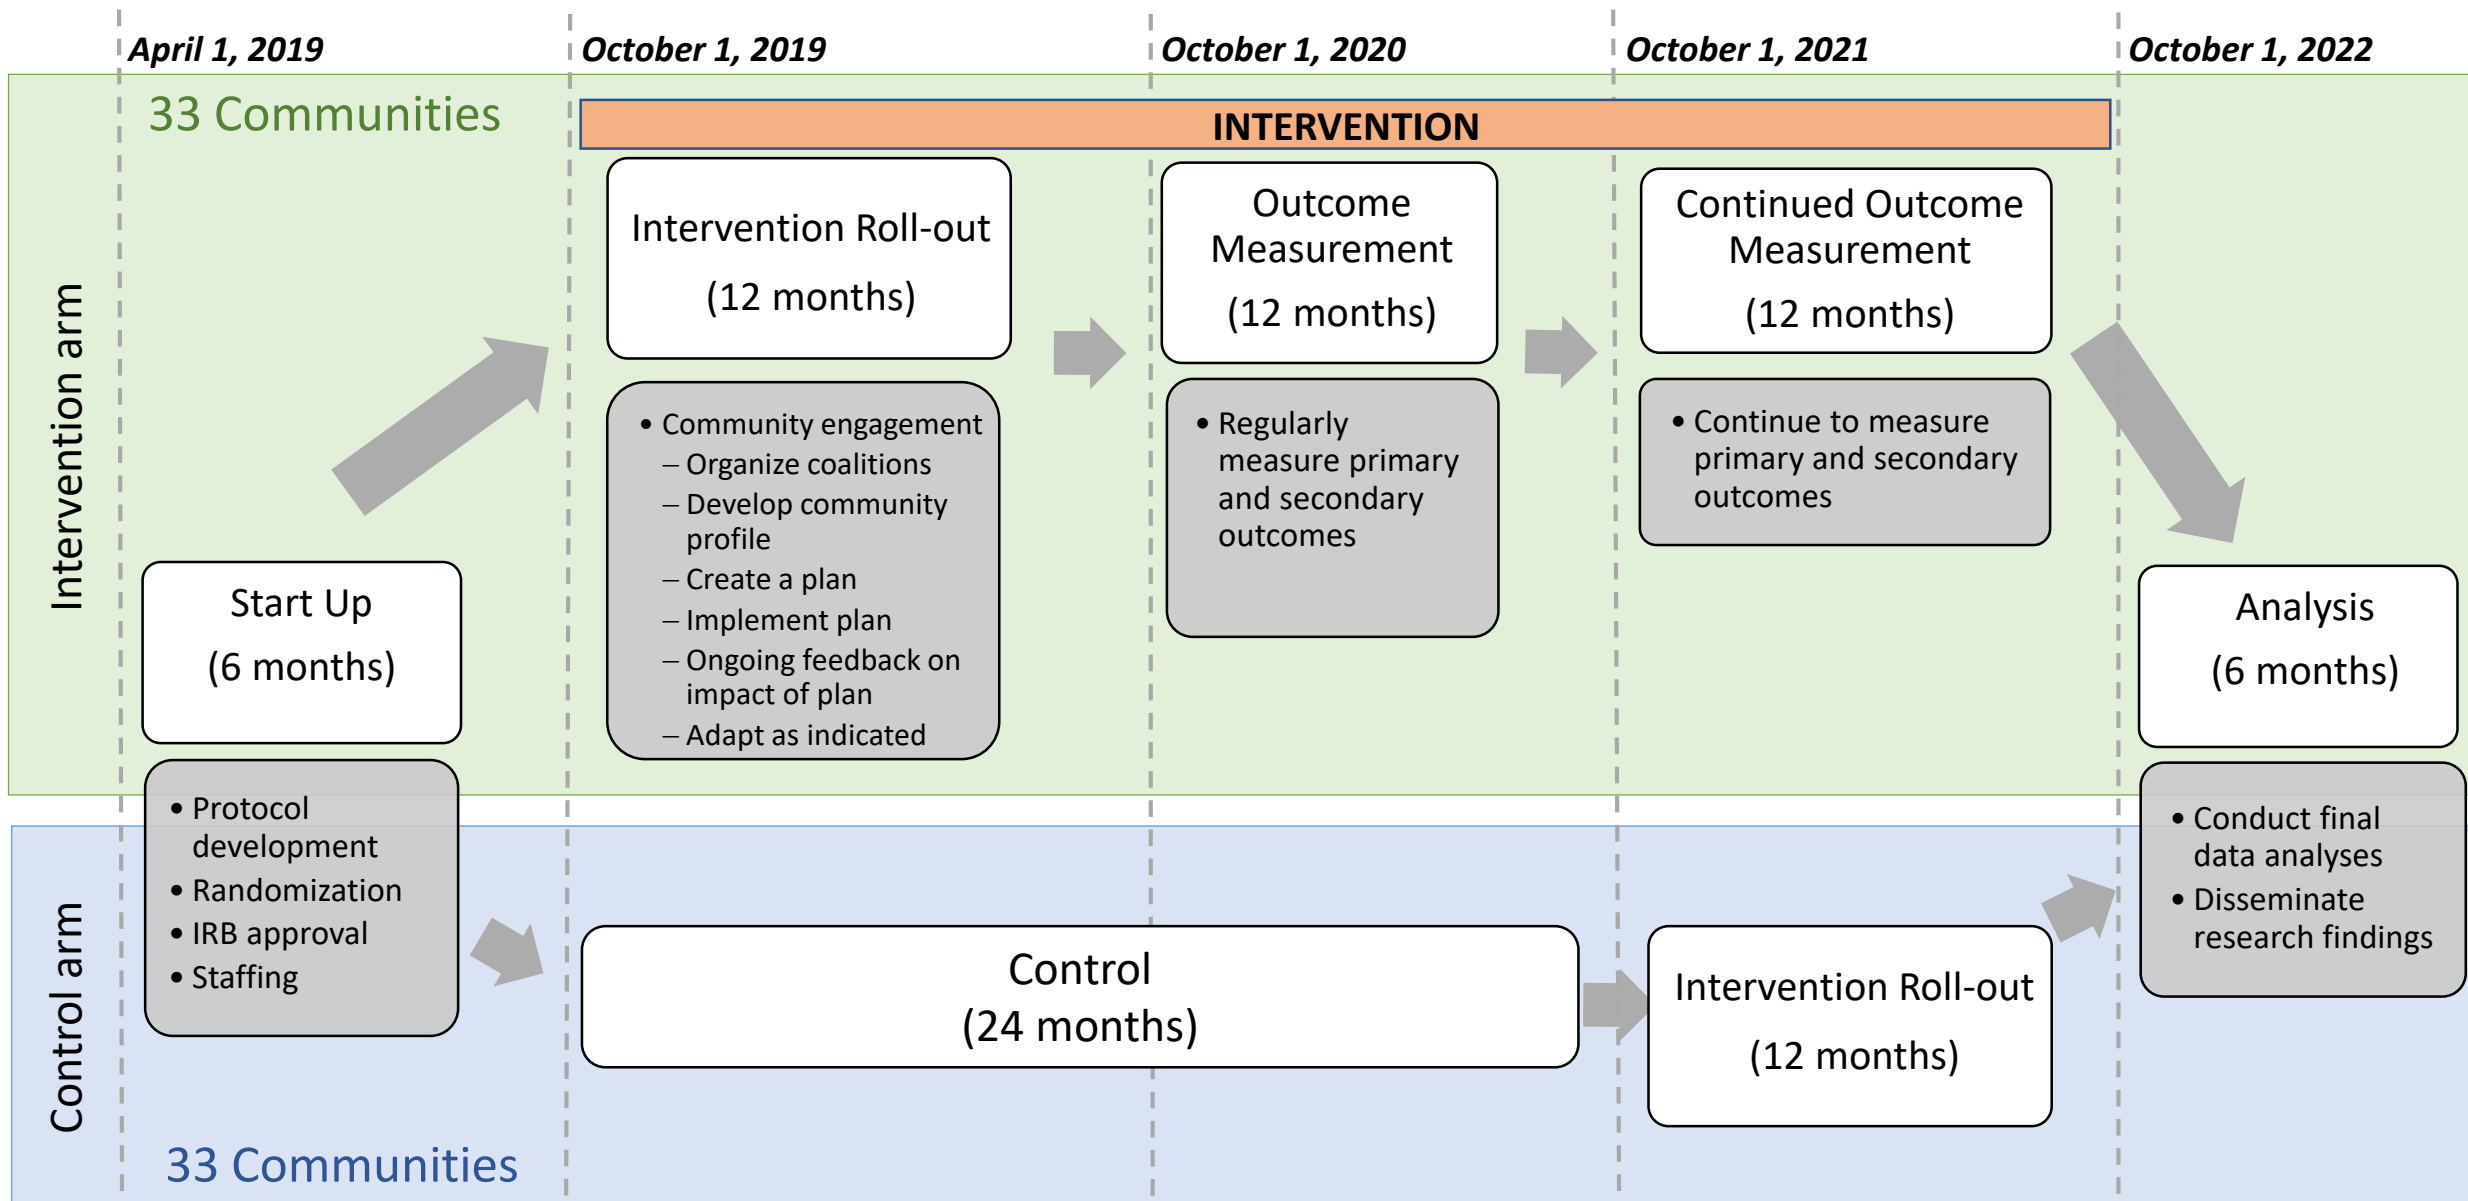 April 1, 2019
October 1, 2019
October 1, 2020
October 1, 2021
October 1, 2022
33 Communities
INTERVENTION
Intervention arm
Start Up
(6 months)
• Protocol
development
• Randomization
• IRB approval
• Staffing
Intervention Roll-out
(12 months)
• Community engagement
– Organize coalitions
– Develop community
profile
– Create a plan
– Implement plan
– Ongoing feedback on
impact of plan
– Adapt as indicated
Outcome
Measurement
(12 months)
• Regularly
measure primary
and secondary
outcomes
Continued Outcome
Measurement
(12 months)
• Continue to measure
primary and secondary
outcomes
Analysis
(6 months)
• Conduct final
data analyses
• Disseminate
research findings
Control arm
Control
(24 months)
Intervention Roll-out
(12 months)
33 Communities